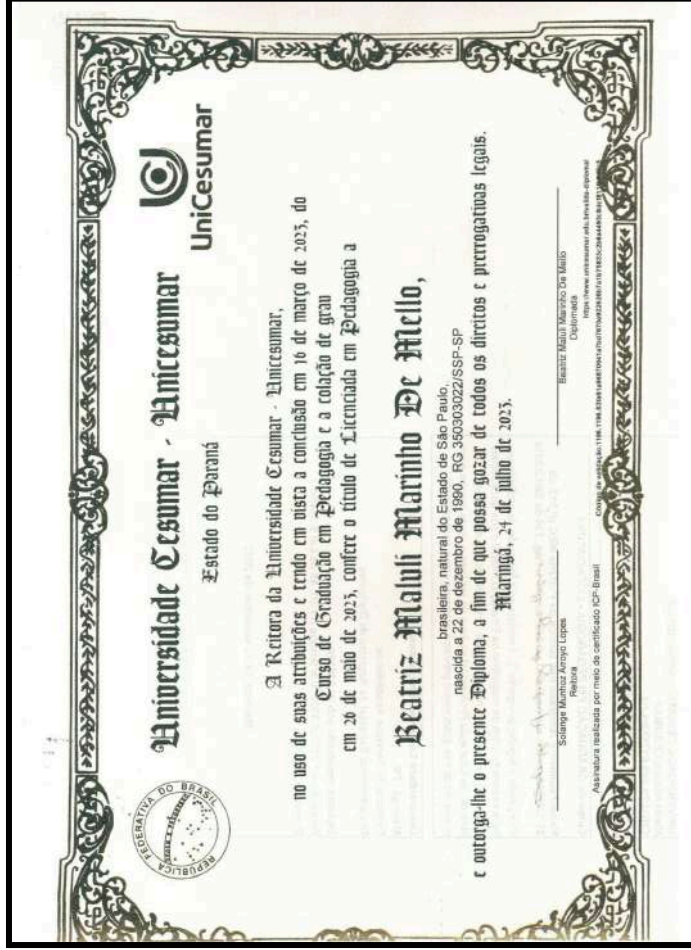 REPÚBLICA FEDERATIVA DO BRASIL
Universidade Cesumar - Unicesumar
Estado do Paraná
UniCesumar
A Reitora da Universidade Cesumar - Unicesumar,
no uso de suas atribuições e tendo em vista a conclusão em 16 de março de 2023, do
Curso de Graduação em Pedagogia e a colação de grau
em 20 de maio de 2023, confere o título de Licenciada em Pedagogia a
Beatriz Maluli Marinho De Mello,
brasileira, natural do Estado de São Paulo,
nascida a 22 de dezembro de 1990, RG 350303022/SSP-SP
e outorga-lhe o presente Diploma, a fim de que possa gozar de todos os direitos e prerrogativas legais.
Maringá, 24 de julho de 2023.
Solange Munhoz Arroyo Lopes
Reitora
Beatriz Maluli Marinho De Mello
Diplomada
Assinatura realizada por meio de certificado ICP-Brasil
Código de validação: